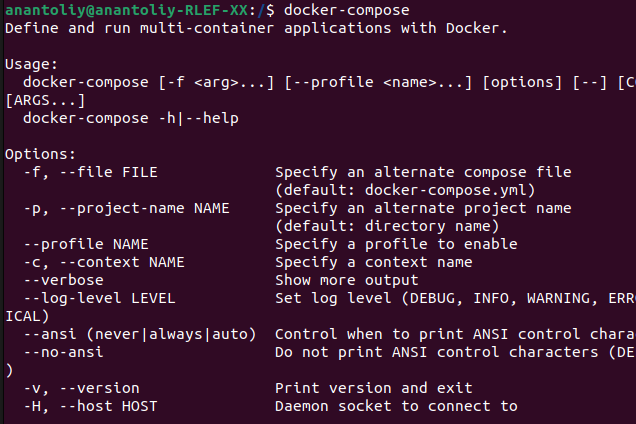 anantoliy@anantoliy-RLEF-XX:/$ docker-compose
Define and run multi-container applications with Docker.
Usage:
  docker-compose [-f <arg>...] [--profile <name>...] [options] [--] [CO
[ARGS...]
  docker-compose -h|--help
Options:
  -f, --file FILE             Specify an alternate compose file
                              (default: docker-compose.yml)
  -p, --project-name NAME     Specify an alternate project name
                              (default: directory name)
  --profile NAME              Specify a profile to enable
  -c, --context NAME          Specify a context name
  --verbose                   Show more output
  --log-level LEVEL           Set log level (DEBUG, INFO, WARNING, ERRO
ICAL)
  --ansi (never|always|auto)  Control when to print ANSI control chara
  --no-ansi                   Do not print ANSI control characters (DE
)
  -v, --version               Print version and exit
  -H, --host HOST             Daemon socket to connect to